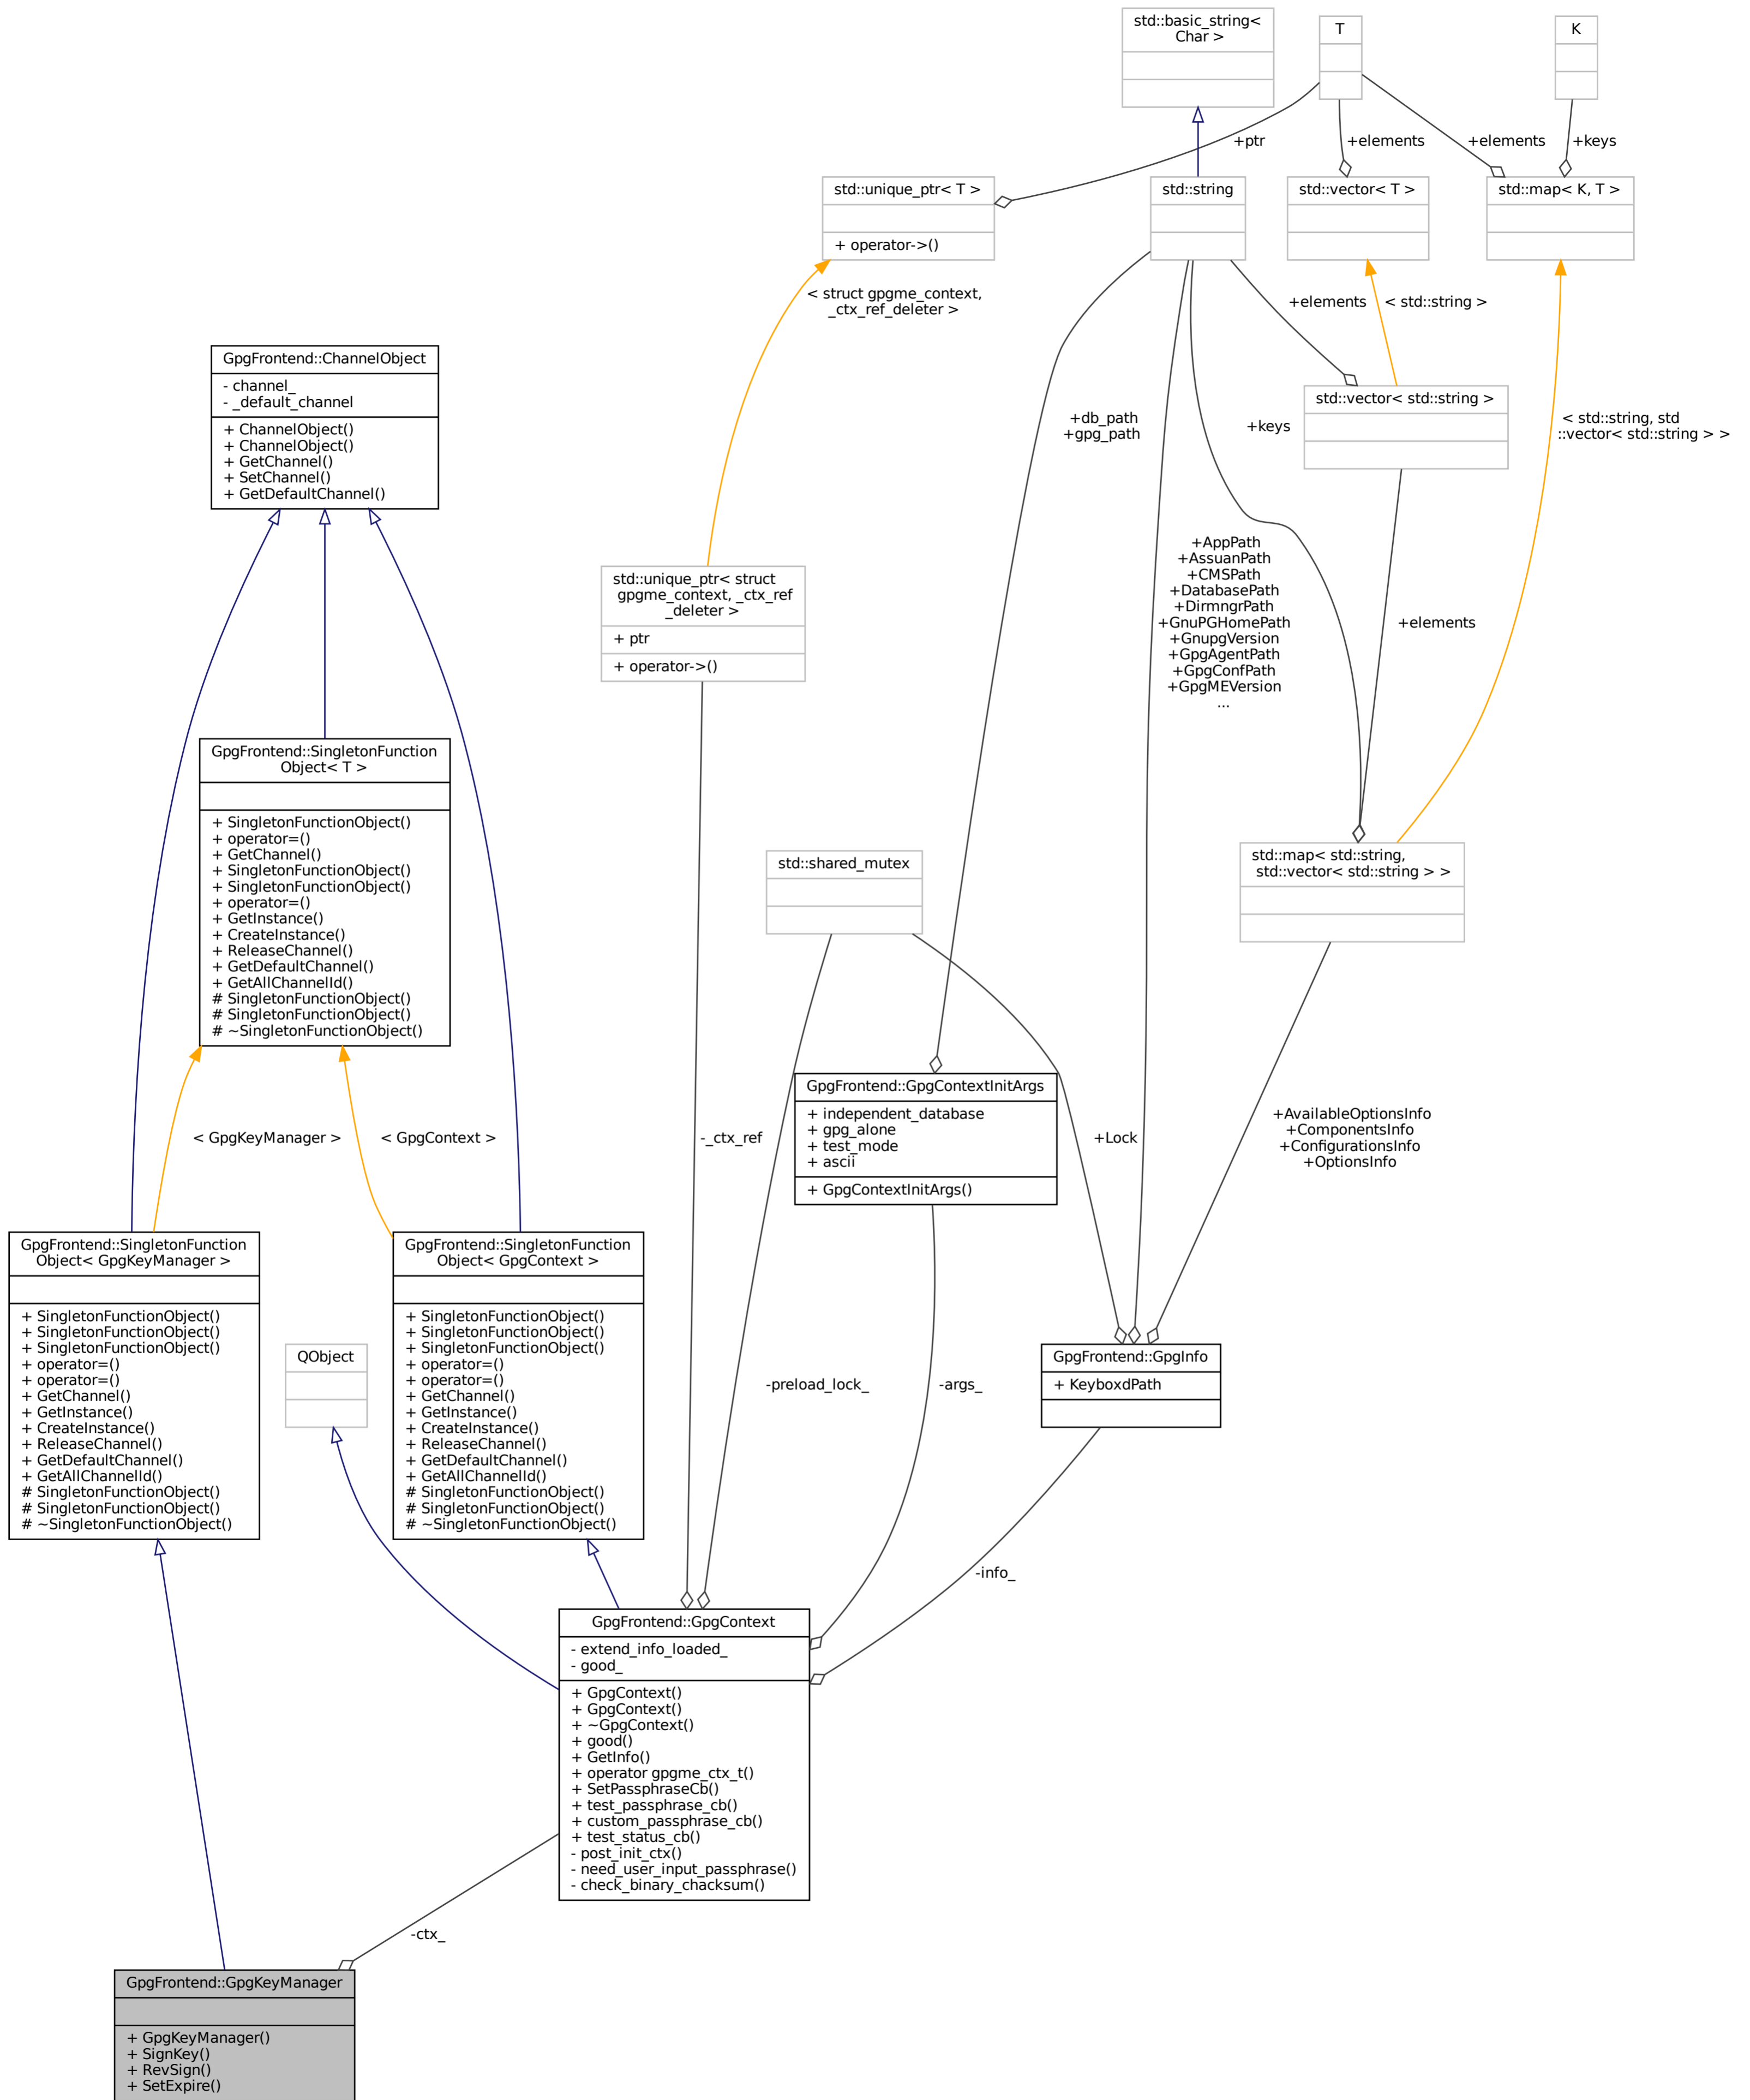 std::basic_string<
Char >
T
K
+ptr
+elements
+elements
+keys
std::unique_ptr< T >
+ operator->()
std::string
std::vector< T >
std::map< K, T >
< struct gpgme_context,
_ctx_ref_deleter >
+elements
< std::string >
GpgFrontend::ChannelObject
- channel_
- _default_channel
+ ChannelObject()
+ ChannelObject()
+ GetChannel()
+ SetChannel()
+ GetDefaultChannel()
+db_path
+gpg_path
+keys
std::vector< std::string >
< std::string, std
::vector< std::string > >
+AppPath
+AssuanPath
+CMSPath
+DatabasePath
+DirmngrPath
+GnuPGHomePath
+GnupgVersion
+GpgAgentPath
+GpgConfPath
+GpgMEVersion
...
std::unique_ptr< struct
gpgme_context, _ctx_ref
_deleter >
+ ptr
+ operator->()
+elements
GpgFrontend::SingletonFunction
Object< T >
+ SingletonFunctionObject()
+ operator=()
+ GetChannel()
+ SingletonFunctionObject()
+ SingletonFunctionObject()
+ operator=()
+ GetInstance()
+ CreateInstance()
+ ReleaseChannel()
+ GetDefaultChannel()
+ GetAllChannelId()
# SingletonFunctionObject()
# SingletonFunctionObject()
# ~SingletonFunctionObject()
std::shared_mutex
std::map< std::string,
std::vector< std::string > >
< GpgKeyManager >
< GpgContext >
-_ctx_ref
GpgFrontend::GpgContextInitArgs
+ independent_database
+ gpg_alone
+ test_mode
+ ascii
+ GpgContextInitArgs()
+Lock
+AvailableOptionsInfo
+ComponentsInfo
+ConfigurationsInfo
+OptionsInfo
GpgFrontend::SingletonFunction
Object< GpgKeyManager >
+ SingletonFunctionObject()
+ SingletonFunctionObject()
+ SingletonFunctionObject()
+ operator=()
+ operator=()
+ GetChannel()
+ GetInstance()
+ CreateInstance()
+ ReleaseChannel()
+ GetDefaultChannel()
+ GetAllChannelId()
# SingletonFunctionObject()
# SingletonFunctionObject()
# ~SingletonFunctionObject()
QObject
GpgFrontend::SingletonFunction
Object< GpgContext >
+ SingletonFunctionObject()
+ SingletonFunctionObject()
+ SingletonFunctionObject()
+ operator=()
+ operator=()
+ GetChannel()
+ GetInstance()
+ CreateInstance()
+ ReleaseChannel()
+ GetDefaultChannel()
+ GetAllChannelId()
# SingletonFunctionObject()
# SingletonFunctionObject()
# ~SingletonFunctionObject()
-preload_lock_
-args_
GpgFrontend::GpgInfo
+ KeyboxdPath
-info_
GpgFrontend::GpgContext
- extend_info_loaded_
- good_
+ GpgContext()
+ GpgContext()
+ ~GpgContext()
+ good()
+ GetInfo()
+ operator gpgme_ctx_t()
+ SetPassphraseCb()
+ test_passphrase_cb()
+ custom_passphrase_cb()
+ test_status_cb()
- post_init_ctx()
- need_user_input_passphrase()
- check_binary_chacksum()
-ctx_
GpgFrontend::GpgKeyManager
+ GpgKeyManager()
+ SignKey()
+ RevSign()
+ SetExpire()